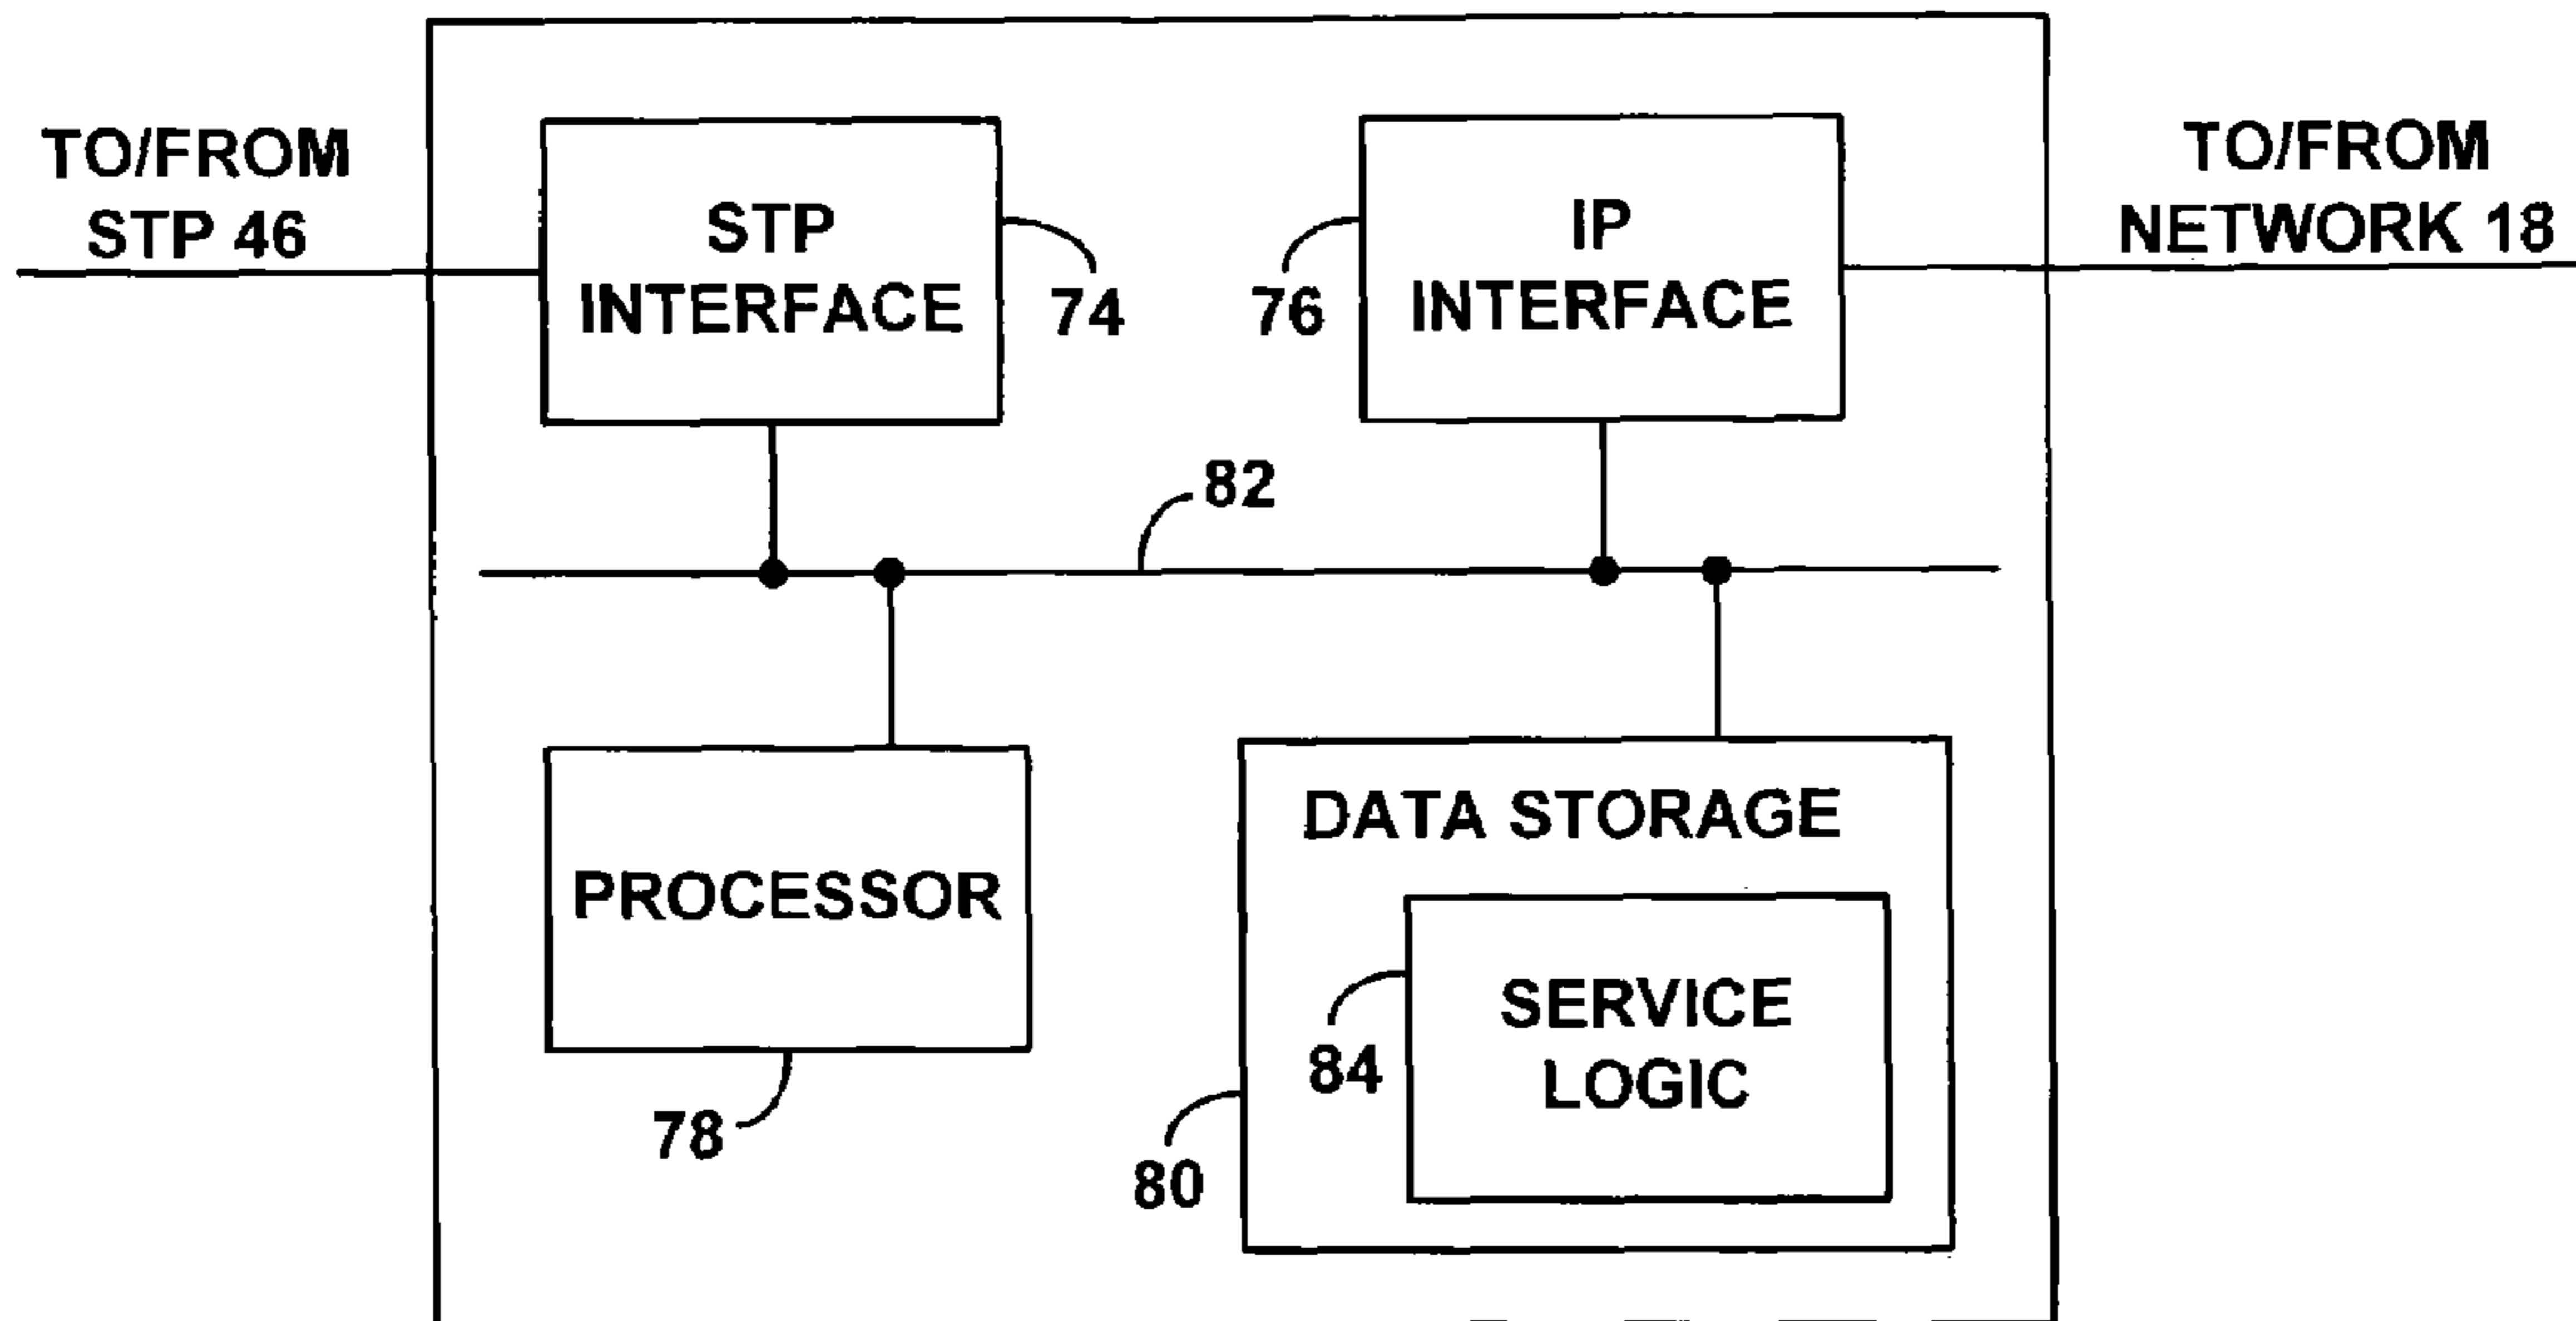 TO/FROM
STP 46
STP
INTERFACE
74
76
IP
INTERFACE
TO/FROM
NETWORK 18
82
PROCESSOR
78
DATA STORAGE
SERVICE
LOGIC
84
80